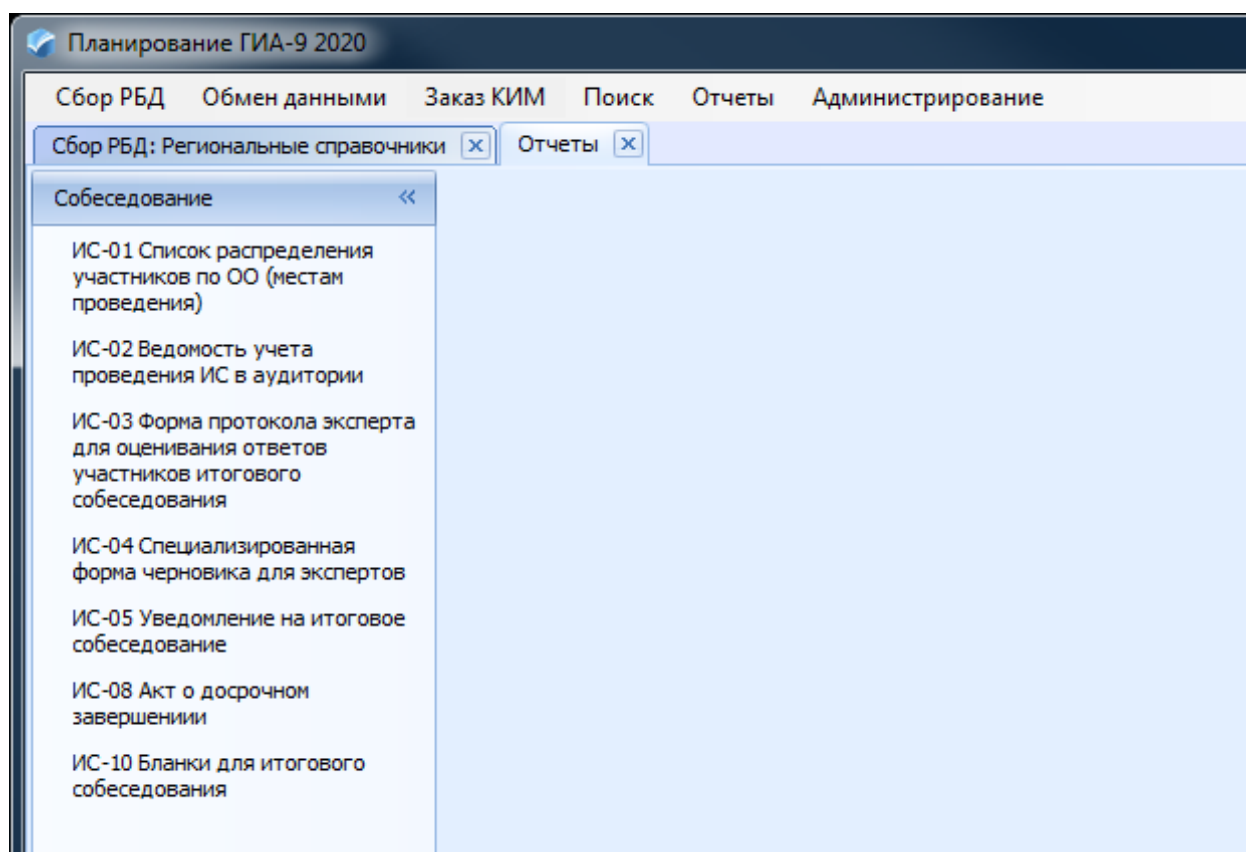 Планирование ГИА-9 2020
Сбор РБД Обмен данными Заказ КИМ Поиск Отчеты Администрирование
Сбор РБД: Региональные справочники Отчеты
Собеседование
ИС-01 Список распределения
участников по ОО (местам
проведения)
ИС-02 Ведомость учета
проведения ИС в аудитории
ИС-03 Форма протокола эксперта
для оценивания ответов
участников итогового
собеседования
ИС-04 Специализированная
форма черновика для экспертов
ИС-05 Уведомление на итоговое
собеседование
ИС-08 Акт о досрочном
завершениии
ИС-10 Бланки для итогового
собеседования